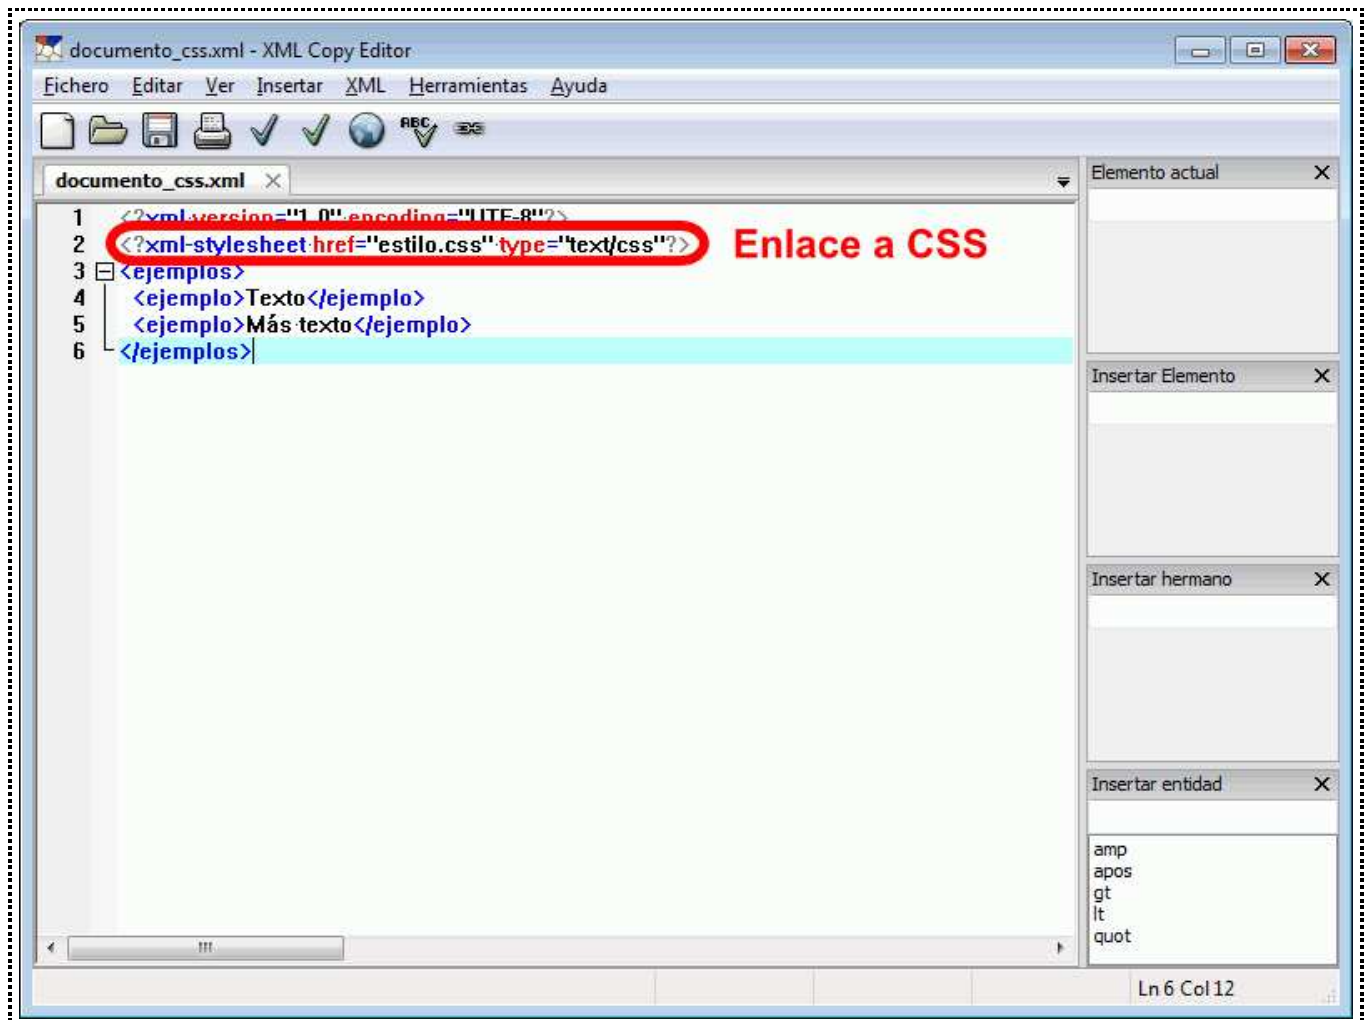 documento_css.xml - XML Copy Editor
Fichero Editar Ver Insertar XML Herramientas Ayuda
ABC
documento_css.xml
1 <?xml version="1.0" encoding="UTF-8"?>
2 <?xml-stylesheet href="estilo.css" type="text/css"?>
Enlace a CSS
3 <ejemplos>
4 <ejemplo>Texto</ejemplo>
5 <ejemplo>Más texto</ejemplo>
6 </ejemplos>
Elemento actual
Insertar Elemento
Insertar hermano
Insertar entidad
amp
apos
gt
lt
quot
Ln 6 Col 12